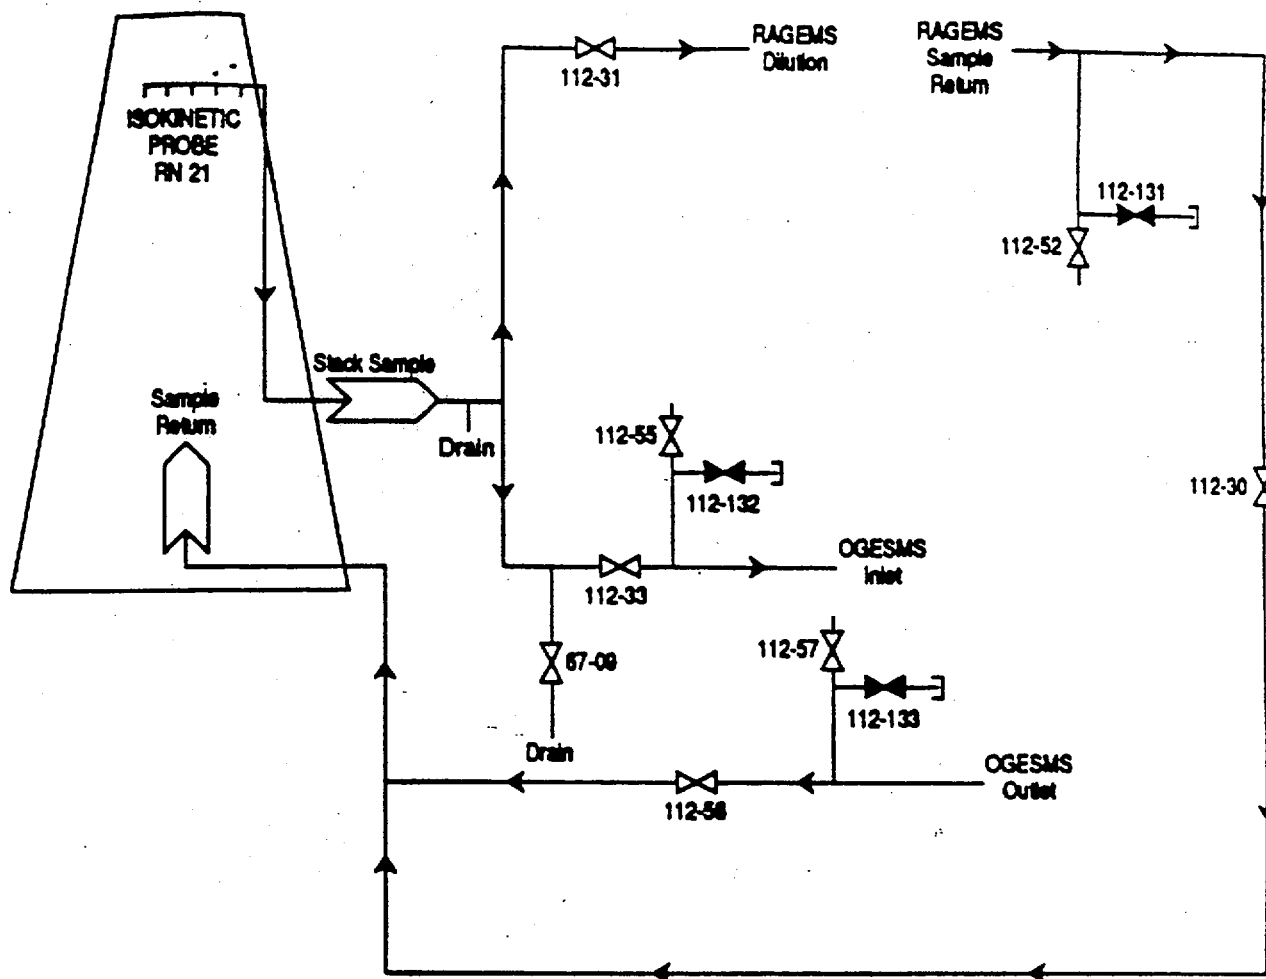 RAGEMS
Dilution
RAGEMS
Sample
Return
112-31
ISOKINETIC
PROBE
RN 21
112-131
112-52
Stack Sample
Sample
Return
Drain
112-55
112-132
112-30
OGESMS
Inlet
112-33
112-57
67-09
112-133
Drain
OGESMS
Outlet
112-56